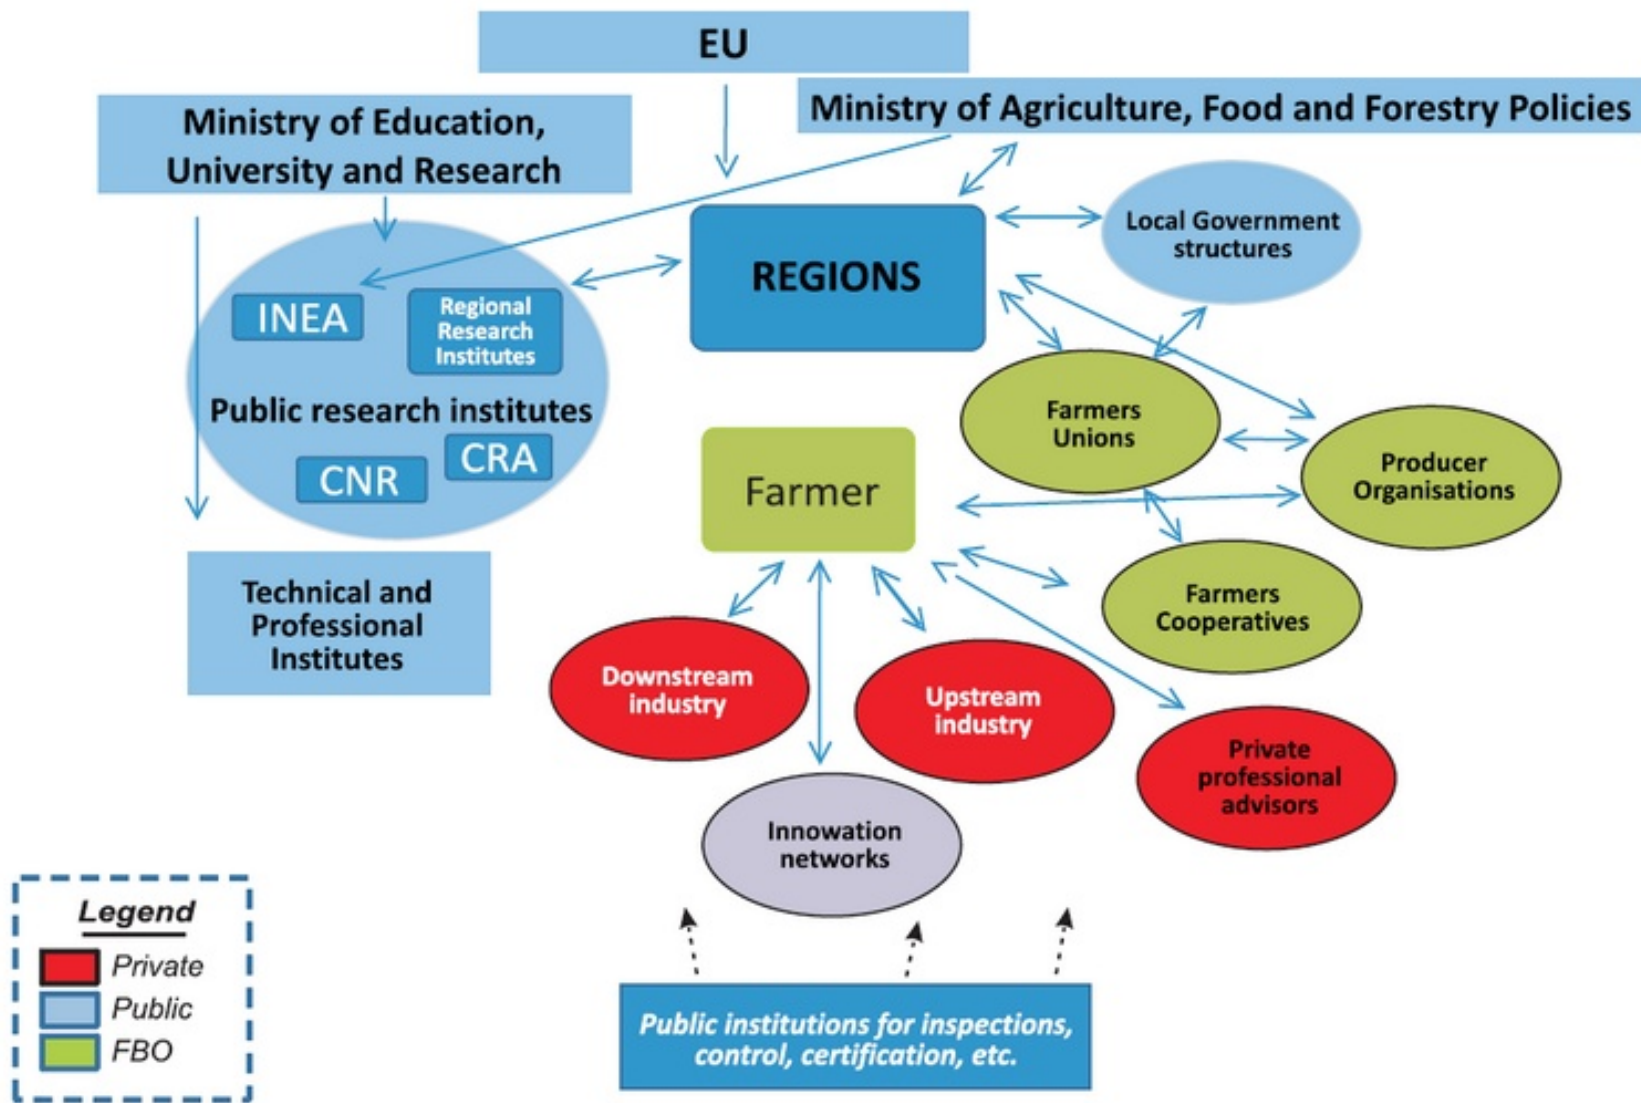 EU
Ministry of Education,
University and Research
Ministry of Agriculture, Food and Forestry Policies
REGIONS
Local Government
structures
INEA
Regional
Research
Institutes
Public research institutes
CNR
CRA
Farmers
Unions
Producer
Organisations
Farmer
Technical and
Professional
Institutes
Farmers
Cooperatives
Downstream
industry
Upstream
industry
Private
professional
advisors
Innowation
networks
Legend
Private
Public
FBO
Public institutions for inspections,
control, certification, etc.